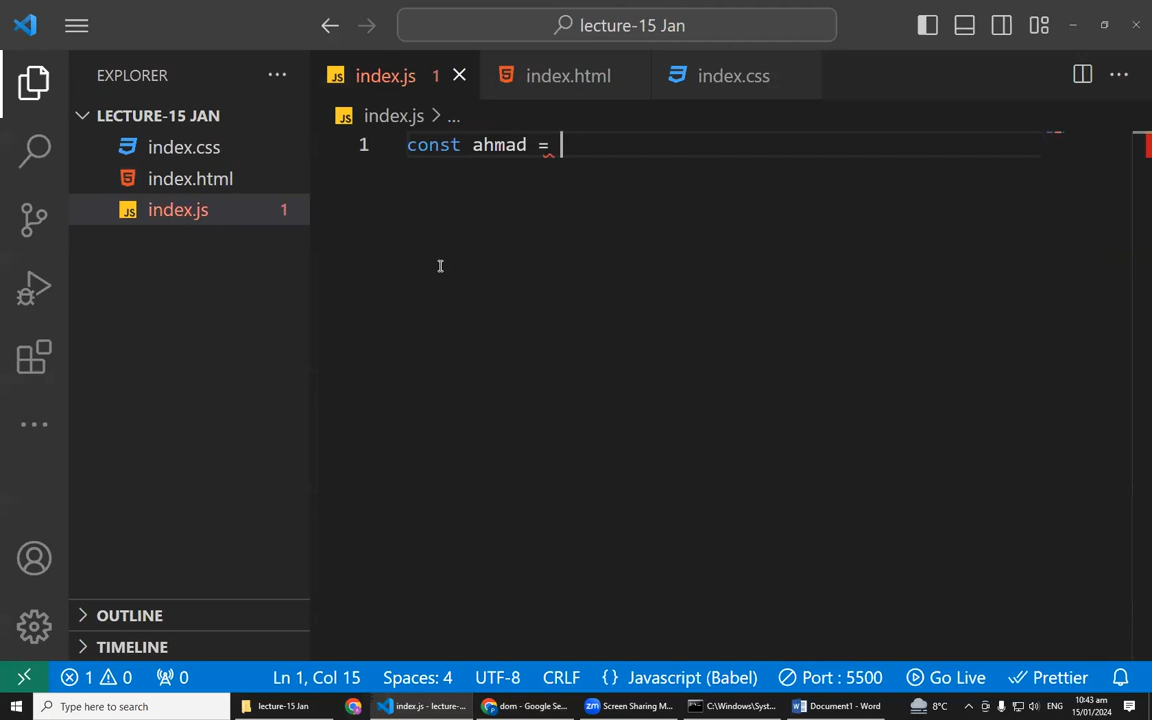 lecture-15 Jan
EXPLORER
index.js 1
index.html
index.css
LECTURE-15 JAN
JS index.js > ...
index.css
1 const ahmad =
index.html
JS index.js 1
OUTLINE
TIMELINE
1 0 0 Ln 1, Col 15 Spaces: 4 UTF-8 CRLF {} Javascript (Babel) Port : 5500 Go Live Prettier
Type here to search lecture-15 Jan index.js - lecture-... dom - Google Se... zm Screen Sharing M... C:\Windows\Syst... Document1 - Word 8°C ENG 10:43 am
15/01/2024